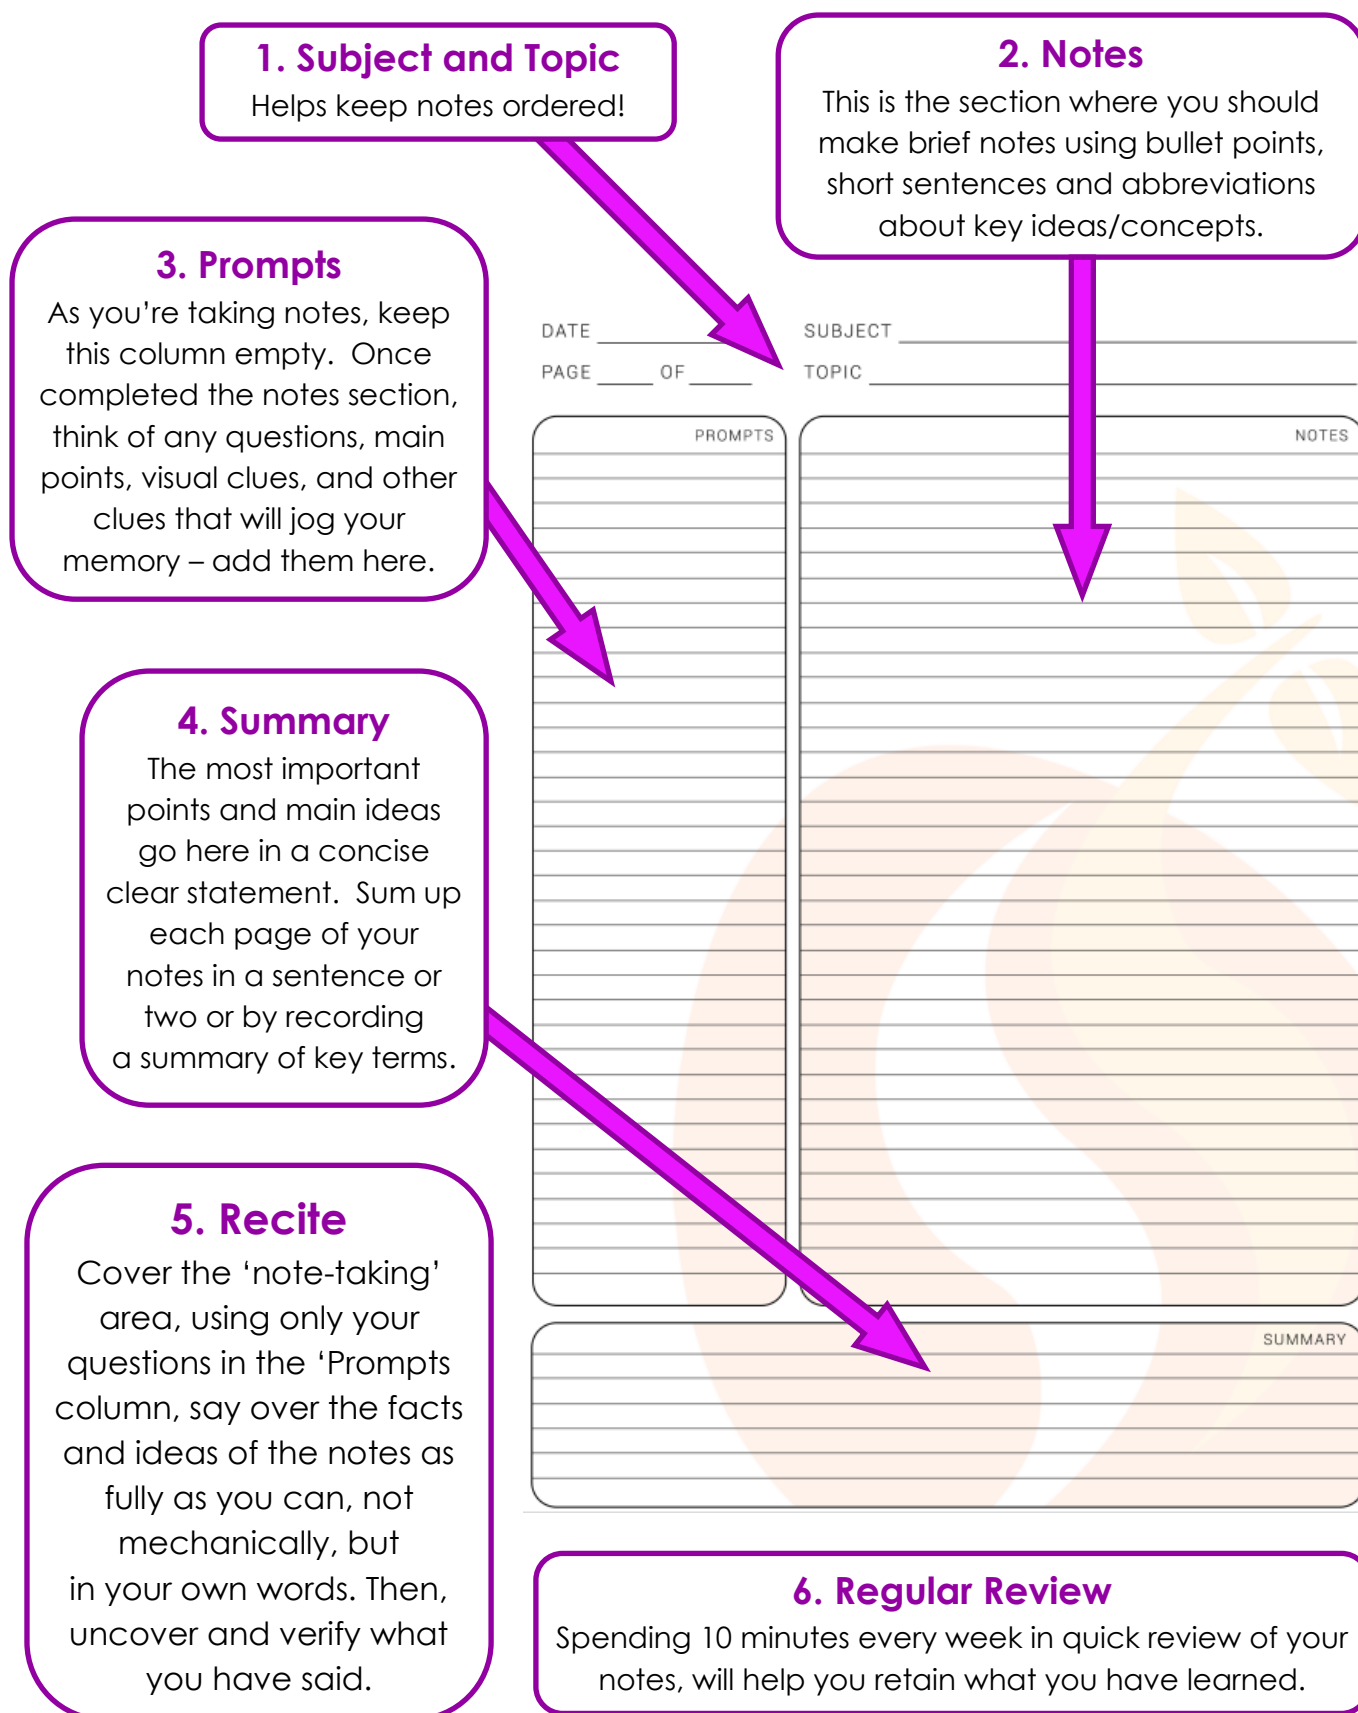 1. Subject and Topic
Helps keep notes ordered!
2. Notes
This is the section where you should
make brief notes using bullet points,
short sentences and abbreviations
about key ideas/concepts.
3. Prompts
As you’re taking notes, keep
this column empty.  Once
completed the notes section,
think of any questions, main
points, visual clues, and other
clues that will jog your
memory – add them here.
DATE
SUBJECT
PAGE OF
TOPIC
PROMPTS
NOTES
4. Summary
The most important
points and main ideas
go here in a concise
clear statement.  Sum up
each page of your
notes in a sentence or
two or by recording
a summary of key terms.
5. Recite
Cover the ‘note-taking’
area, using only your
questions in the ‘Prompts
column, say over the facts
and ideas of the notes as
fully as you can, not
mechanically, but
in your own words. Then,
uncover and verify what
you have said.
SUMMARY
6. Regular Review
Spending 10 minutes every week in quick review of your
notes, will help you retain what you have learned.